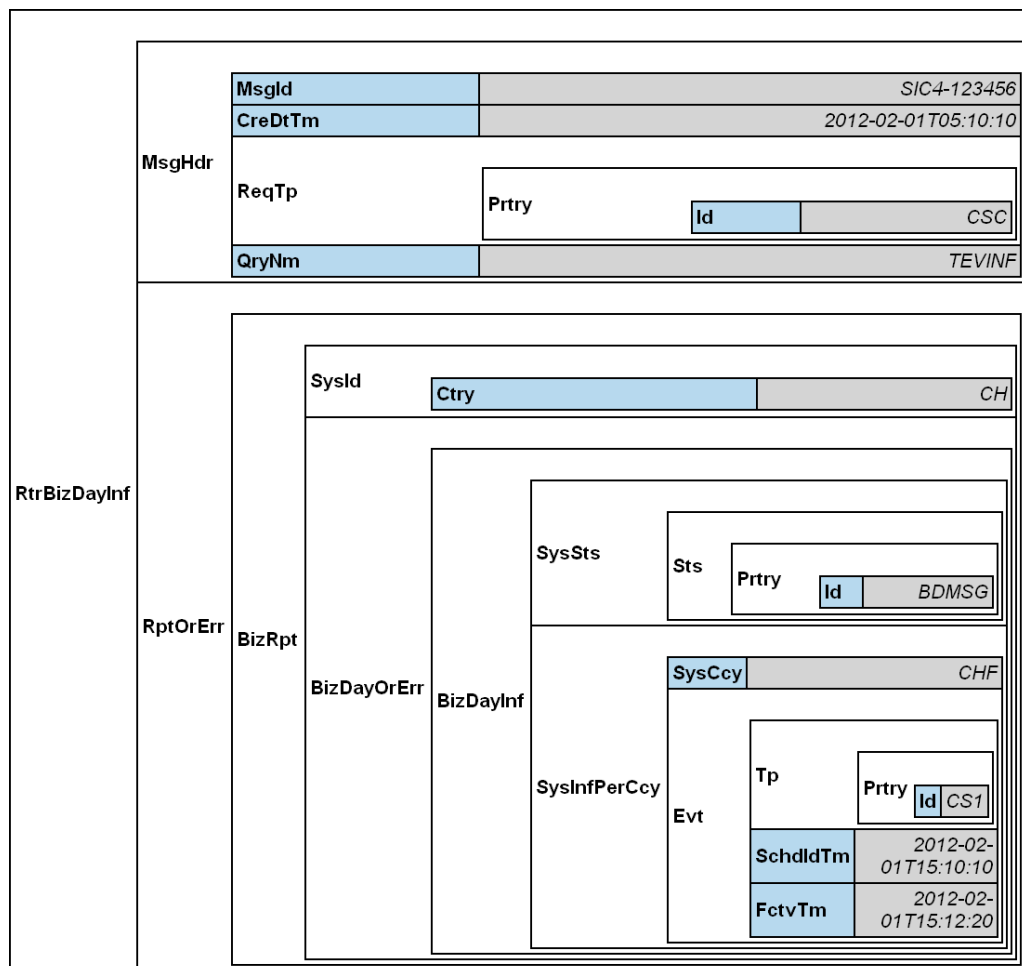 MsgId SIC4-123456
CreDtTm 2012-02-01T05:10:10
MsgHdr
ReqTp
Prtry
Id CSC
QryNm TEVINF
SysId
Ctry CH
RtrBizDayInf
SysSts
Sts
Prtry
Id BDMSG
RptOrErr
BizRpt
SysCcy CHF
BizDayOrErr
BizDayInf
Tp
SysInfPerCcy
Prtry
Id CS1
Evt
SchdldTm 2012-02-
01T15:10:10
FctvTm 2012-02-
01T15:12:20